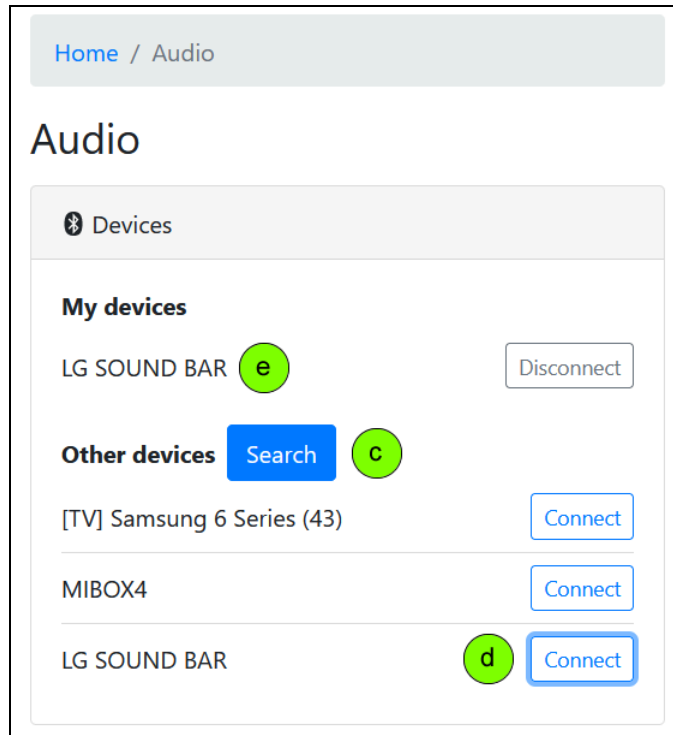 Home / Audio
Audio
Devices
My devices
LG SOUND BAR e Disconnect
Other devices Search c
[TV] Samsung 6 Series (43) Connect
MIBOX4 Connect
LG SOUND BAR d Connect